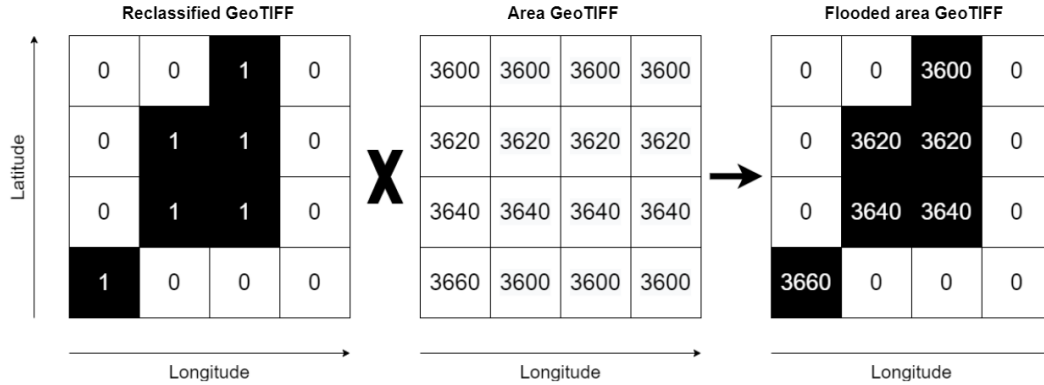 Reclassified GeoTIFF Area GeoTIFF Flooded area GeoTIFF
0 0 1 0 3600 3600 3600 3600 0 0 3600 0
0 1 1 0 3620 3620 3620 3620 0 3620 3620 0
Latitude
X
0 1 1 0 3640 3640 3640 3640 0 3640 3640 0
1 0 0 0 3660 3600 3600 3600 3660 0 0 0
Longitude Longitude Longitude